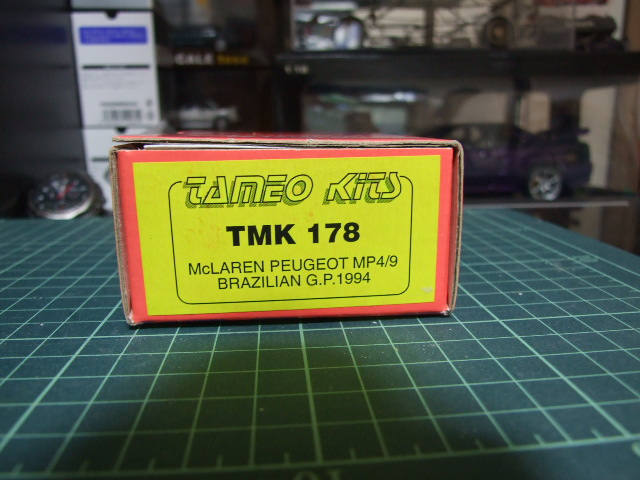 TAMEO KITS
TMK 178
McLAREN PEUGEOT MP4/9
BRAZILIAN G.P.1994